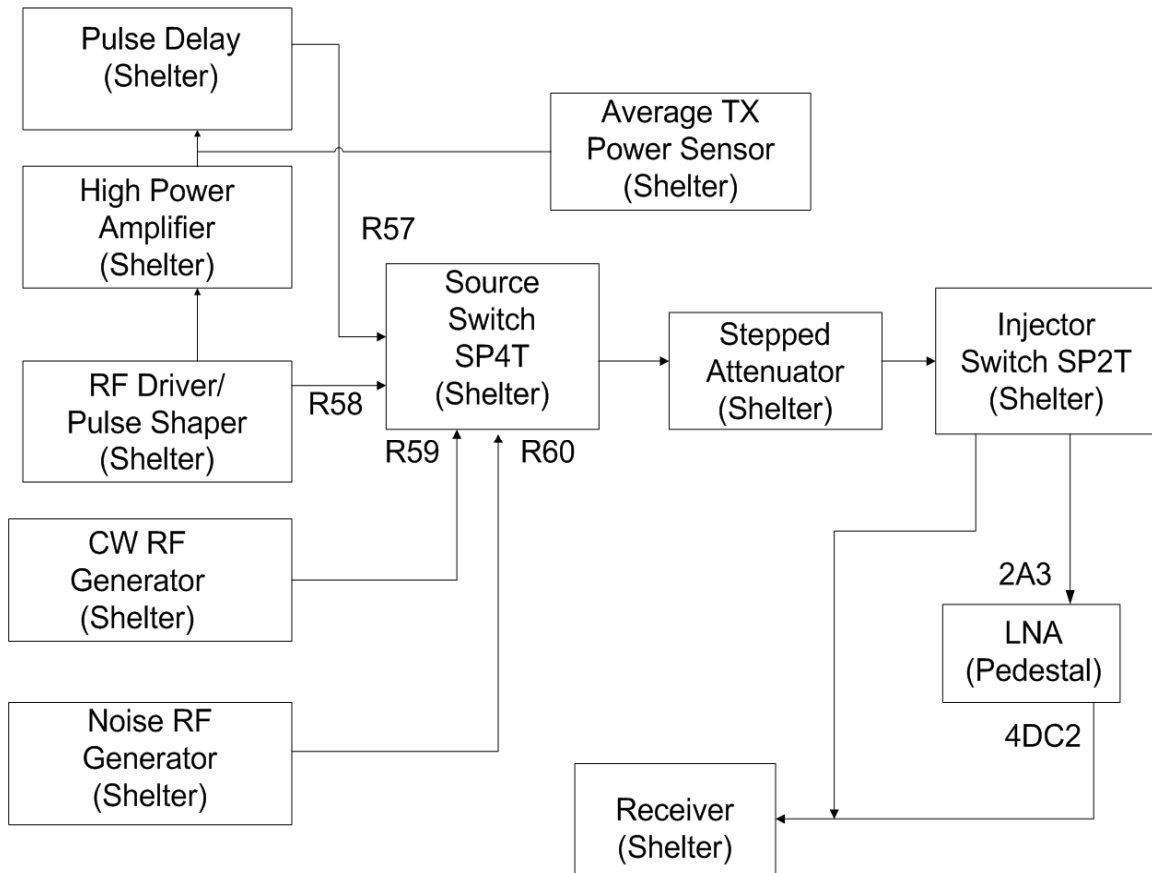 Pulse Delay
(Shelter)
Average TX
Power Sensor
(Shelter)
High Power
Amplifier
(Shelter)
R57
Source
Switch
SP4T
(Shelter)
Injector
Switch SP2T
(Shelter)
Stepped
Attenuator
(Shelter)
RF Driver/
Pulse Shaper
(Shelter)
R58
R59
R60
CW RF
Generator
(Shelter)
2A3
LNA
(Pedestal)
4DC2
Noise RF
Generator
(Shelter)
Receiver
(Shelter)